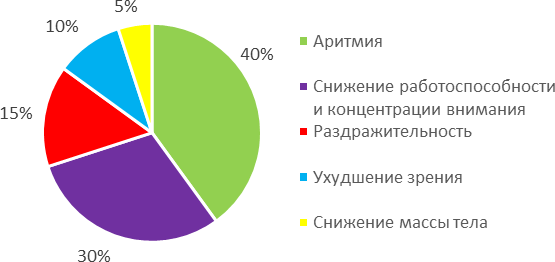 5%
10%
40%
15%
30%
Аритмия
Снижение работоспособности
и концентрации внимания
Раздражительность
Ухудшение зрения
Снижение массы тела